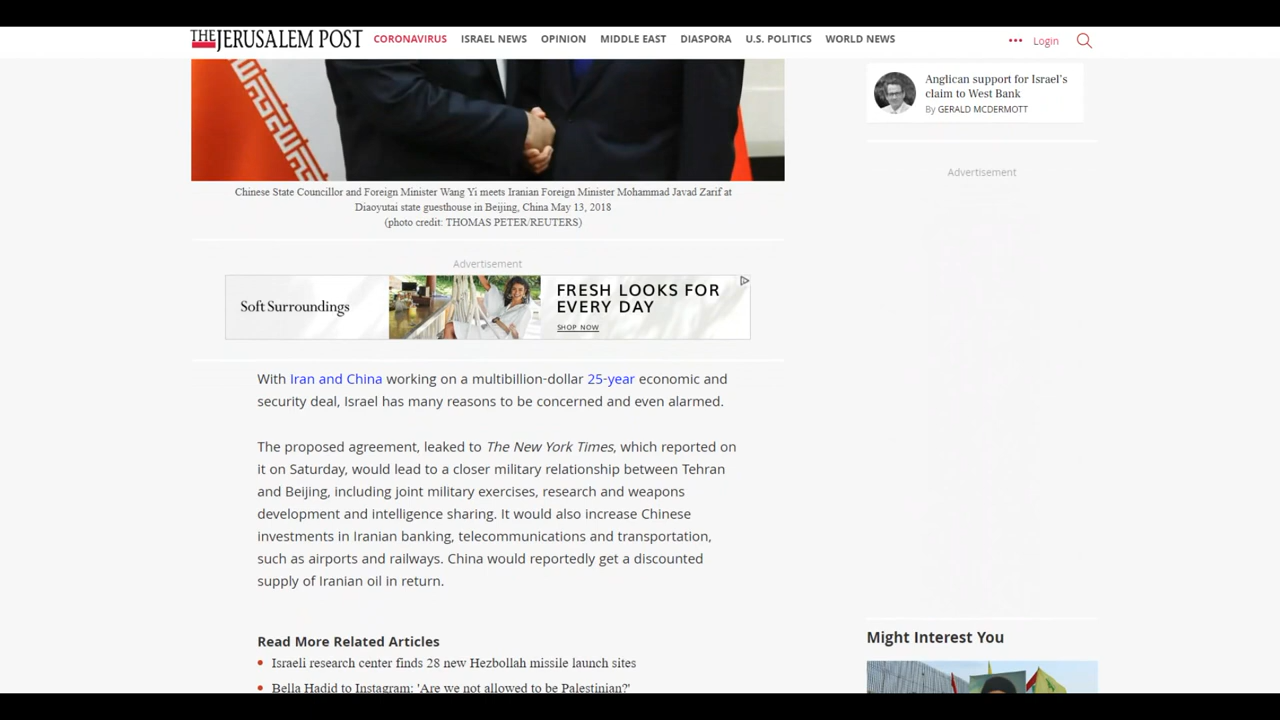 THE JERUSALEM POST
CORONAVIRUS ISRAEL NEWS OPINION MIDDLE EAST DIASPORA U.S. POLITICS WORLD NEWS
Login
Chinese State Councillor and Foreign Minister Wang Yi meets Iranian Foreign Minister Mohammad Javad Zarif at
Diaoyutai state guesthouse in Beijing, China May 13, 2018
(photo credit: THOMAS PETER/REUTERS)
Advertisement
Soft Surroundings
FRESH LOOKS FOR
EVERY DAY
SHOP NOW
With Iran and China working on a multibillion-dollar 25-year economic and
security deal, Israel has many reasons to be concerned and even alarmed.
The proposed agreement, leaked to The New York Times, which reported on
it on Saturday, would lead to a closer military relationship between Tehran
and Beijing, including joint military exercises, research and weapons
development and intelligence sharing. It would also increase Chinese
investments in Iranian banking, telecommunications and transportation,
such as airports and railways. China would reportedly get a discounted
supply of Iranian oil in return.
Read More Related Articles
Israeli research center finds 28 new Hezbollah missile launch sites
Bella Hadid to Instagram: 'Are we not allowed to be Palestinian?'
Anglican support for Israel's
claim to West Bank
By GERALD MCDERMOTT
Advertisement
Might Interest You